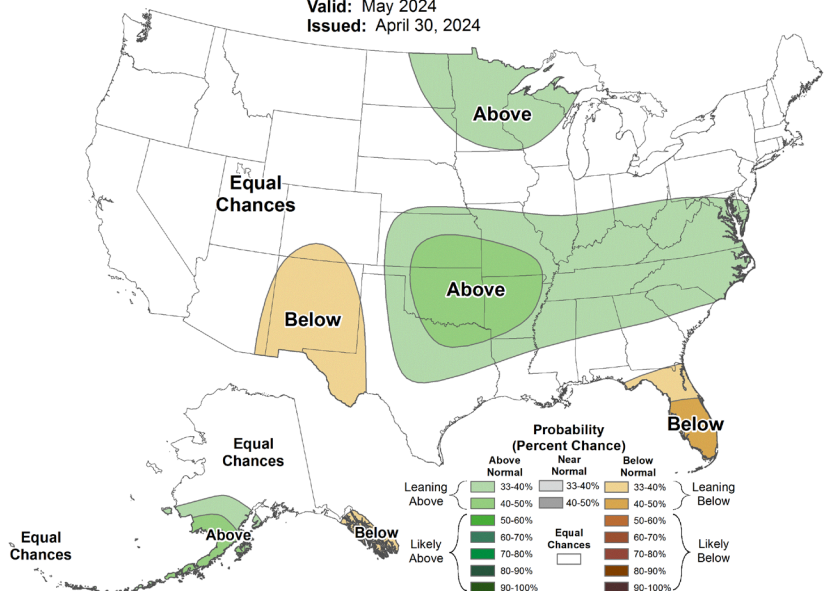 Valid: May 2024
Issued: April 30, 2024
Above
Equal
Chances
Above
Below
Below
Equal
Chances
Above
Below
Equal
Chances
Probability
(Percent Chance)
Above
Normal
Near
Normal
Below
Normal
Leaning
Above
33-40%
33-40%
33-40%
Leaning
Below
40-50%
40-50%
40-50%
Likely
Above
50-60%
50-60%
Likely
Below
60-70%
60-70%
Equal
Chances
70-80%
70-80%
80-90%
80-90%
90-100%
90-100%